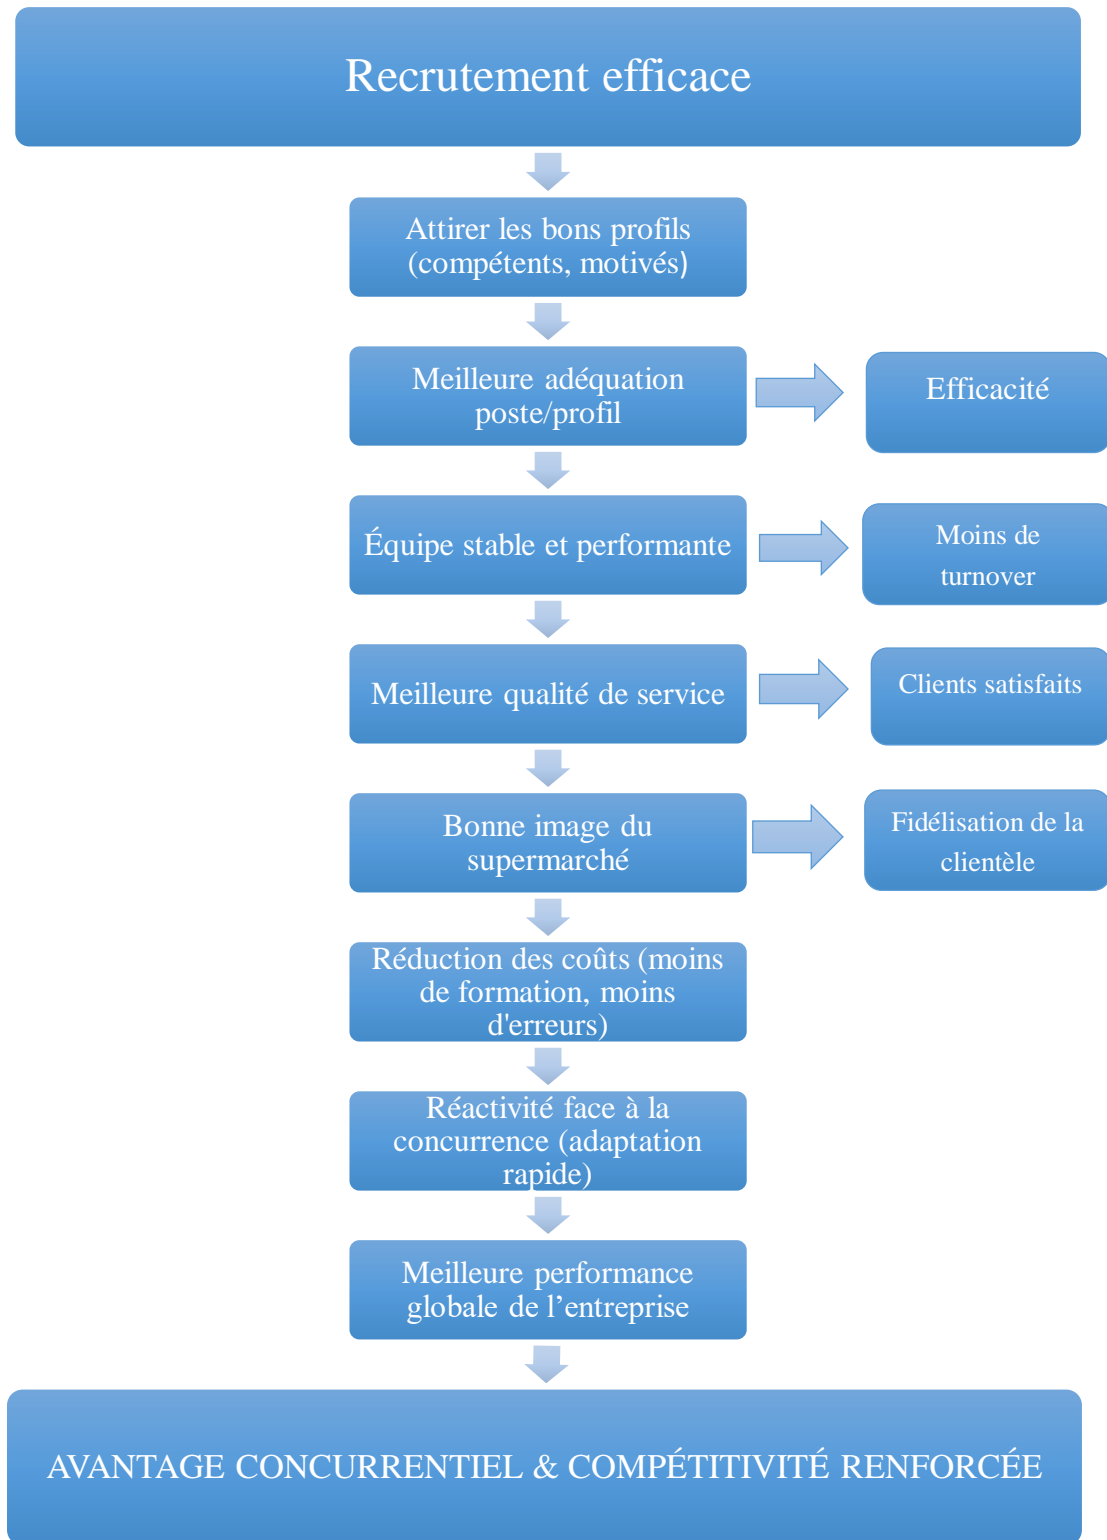 Recrutement efficace
Attirer les bons profils
(compétents, motivés)
Meilleure adéquation
poste/profil
Efficacité
Équipe stable et performante
Moins de
turnover
Meilleure qualité de service
Clients satisfaits
Bonne image du
supermarché
Fidélisation de la
clientèle
Réduction des coûts (moins
de formation, moins
d'erreurs)
Réactivité face à la
concurrence (adaptation
rapide)
Meilleure performance
globale de l’entreprise
AVANTAGE CONCURRENTIEL & COMPÉTITIVITÉ RENFORCÉE